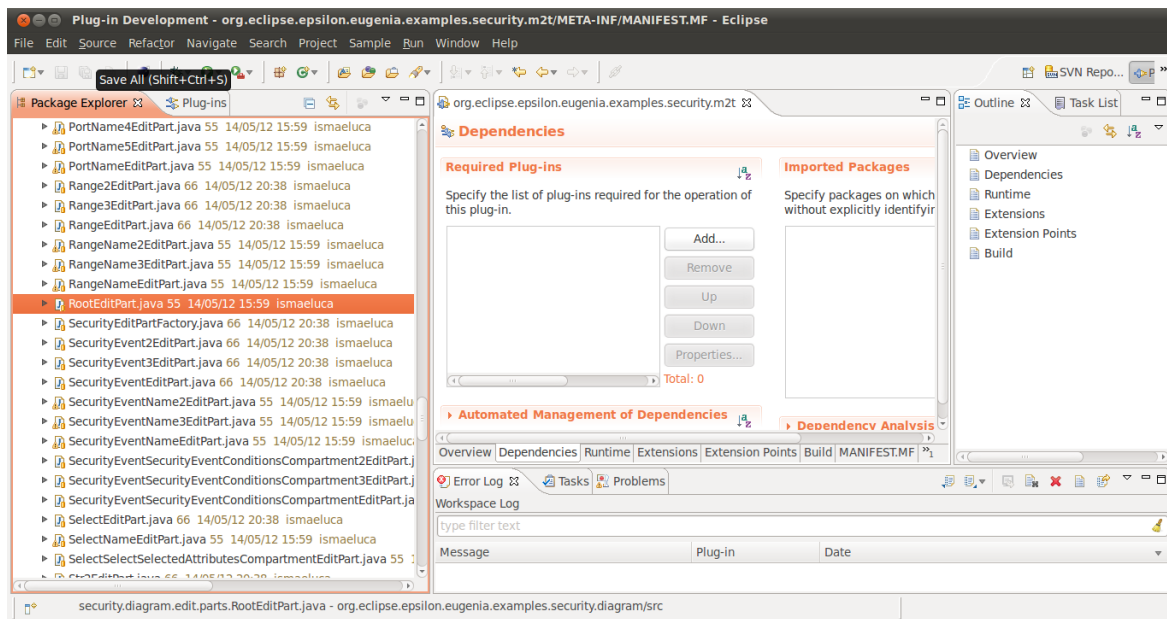 Plug-in Development - org.eclipse.epsilon.eugenia.examples.security.m2t/META-INF/MANIFEST.MF - Eclipse
File Edit Source Refactor Navigate Search Project Sample Run Window Help
Save All (Shift+Ctrl+S)
SVN Repo...
P
Package Explorer
Plug-ins
PortName4EditPart.java 55 14/05/12 15:59 ismaeluca
PortName5EditPart.java 55 14/05/12 15:59 ismaeluca
PortNameEditPart.java 55 14/05/12 15:59 ismaeluca
Range2EditPart.java 66 14/05/12 20:38 ismaeluca
Range3EditPart.java 66 14/05/12 20:38 ismaeluca
RangeEditPart.java 66 14/05/12 20:38 ismaeluca
RangeName2EditPart.java 55 14/05/12 15:59 ismaeluca
RangeName3EditPart.java 55 14/05/12 15:59 ismaeluca
RangeNameEditPart.java 55 14/05/12 15:59 ismaeluca
RootEditPart.java 55 14/05/12 15:59 ismaeluca
SecurityEditPartFactory.java 66 14/05/12 20:38 ismaeluca
SecurityEvent2EditPart.java 66 14/05/12 20:38 ismaeluca
SecurityEvent3EditPart.java 66 14/05/12 20:38 ismaeluca
SecurityEventEditPart.java 66 14/05/12 20:38 ismaeluca
SecurityEventName2EditPart.java 55 14/05/12 15:59 ismaelu
SecurityEventName3EditPart.java 55 14/05/12 15:59 ismaelu
SecurityEventNameEditPart.java 55 14/05/12 15:59 ismaeluc
SecurityEventSecurityEventConditionsCompartment2EditPart.j
SecurityEventSecurityEventConditionsCompartment3EditPart.j
SecurityEventSecurityEventConditionsCompartmentEditPart.ja
SelectEditPart.java 66 14/05/12 20:38 ismaeluca
SelectNameEditPart.java 55 14/05/12 15:59 ismaeluca
SelectSelectSelectedAttributesCompartmentEditPart.java 55
Str2EditPart.java 66 14/05/12 20:38 ismaeluca
org.eclipse.epsilon.eugenia.examples.security.m2t
Dependencies
Required Plug-ins
Specify the list of plug-ins required for the operation of
this plug-in.
Add...
Remove
Up
Down
Properties...
Total: 0
Automated Management of Dependencies
Imported Packages
Specify packages on which
without explicitly identifyin
Dependency Analysis
Overview Dependencies Runtime Extensions Extension Points Build MANIFEST.MF »1
Outline
Task List
Overview
Dependencies
Runtime
Extensions
Extension Points
Build
Error Log
Tasks
Problems
Workspace Log
type filter text
Message Plug-in Date
security.diagram.edit.parts.RootEditPart.java - org.eclipse.epsilon.eugenia.examples.security.diagram/src